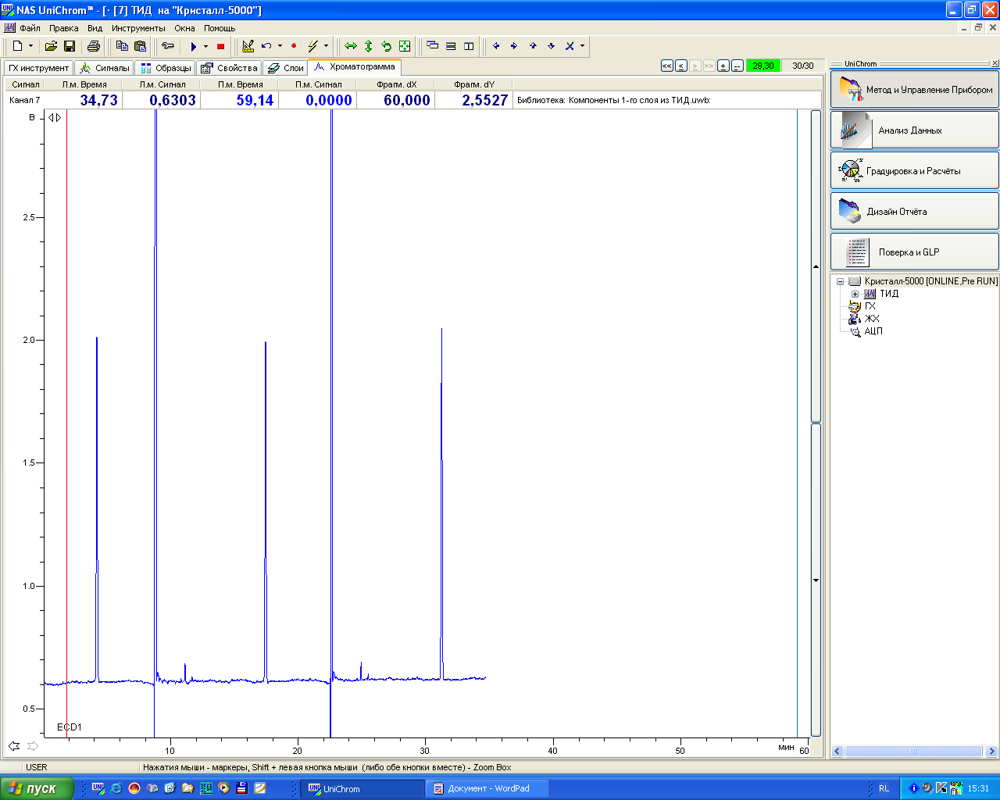 NAS UniChrom™ - [· [7] ТИД на "Кристалл-5000"]
Файл Правка Вид Инструменты Окна Помощь
ГХ инструмент Сигналы Образцы Свойства Слои Хроматограмма << < > >> + -- 29,30 30/30
Сигнал Л.м. Время Л.м. Сигнал П.м. Время П.м. Сигнал Фрагм. dX Фрагм. dY
Канал 7 34,73 0,6303 59,14 0,0000 60,000 2,5527 Библиотека: Компоненты 1-го слоя из ТИД.uwb:
В
2.5
2.0
1.5
1.0
0.5
ECD1
10 20 30 40 50 мин 60
UniChrom
Метод и Управление Прибором
Анализ Данных
Градуировка и Расчёты
Дизайн Отчёта
Поверка и GLP
Кристалл-5000 [ONLINE,Pre RUN]
ТИД
ГХ
ЖХ
АЦП
USER Нажатия мыши - маркеры, Shift + левая кнопка мыши (либо обе кнопки вместе) - Zoom Box
пуск UniChrom Документ - WordPad RL 15:31